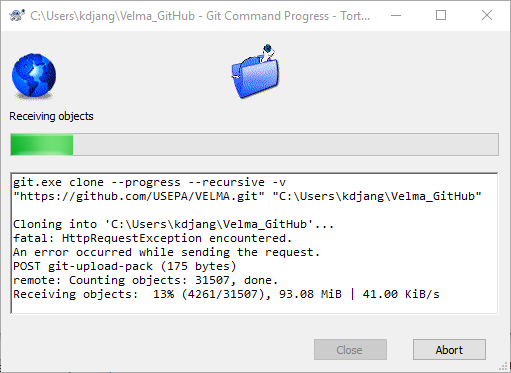 C:\Users\kdjang\Velma_GitHub - Git Command Progress - Tort...
Receiving objects
git.exe clone --progress --recursive -v
"https://github.com/USEPA/VELMA.git" "C:\Users\kdjang\Velma_GitHub"
Cloning into 'C:\Users\kdjang\Velma_GitHub'...
fatal: HttpRequestException encountered.
An error occurred while sending the request.
POST git-upload-pack (175 bytes)
remote: Counting objects: 31507, done.
Receiving objects:  13% (4261/31507), 93.08 MiB | 41.00 KiB/s
Close Abort